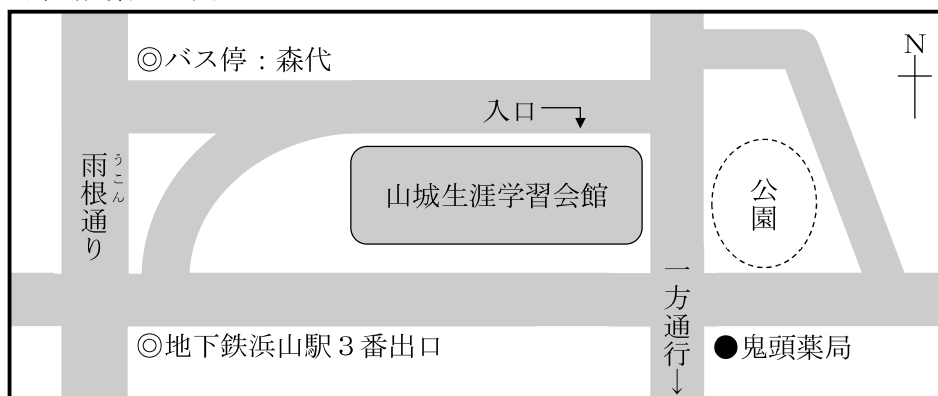 N
◎バス停：森代
入口
雨根通り
うこん
山城生涯学習会館
公園
一方通行↓
◎地下鉄浜山駅３番出口
●鬼頭薬局